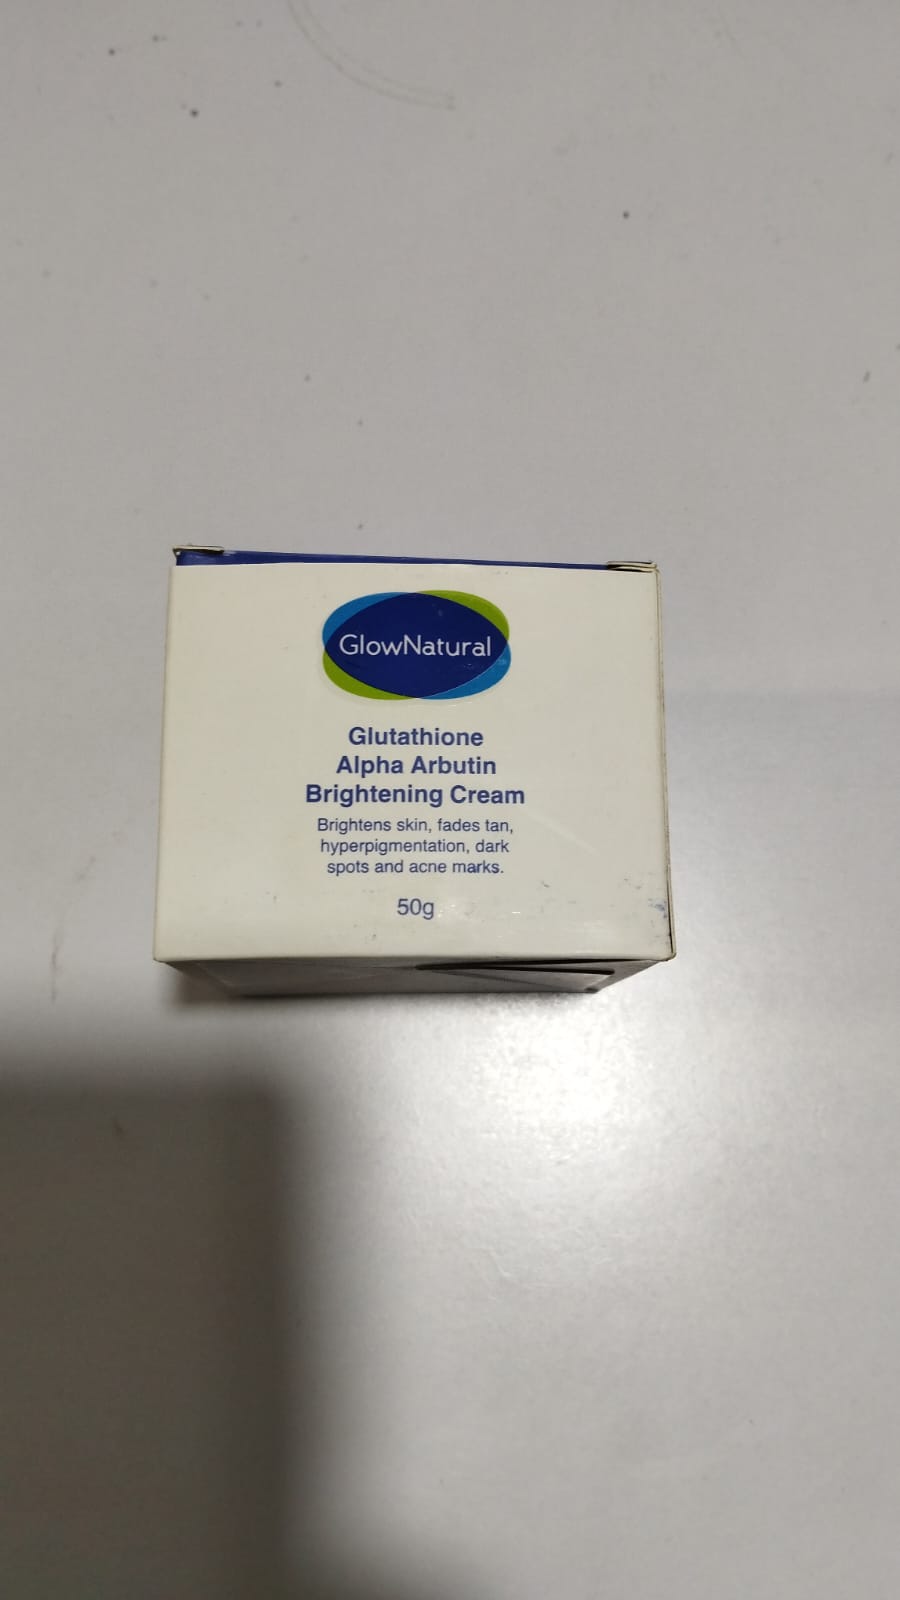 GlowNatural
Glutathione
Alpha Arbutin
Brightening Cream
Brightens skin, fades tan,
hyperpigmentation, dark
spots and acne marks.
50g